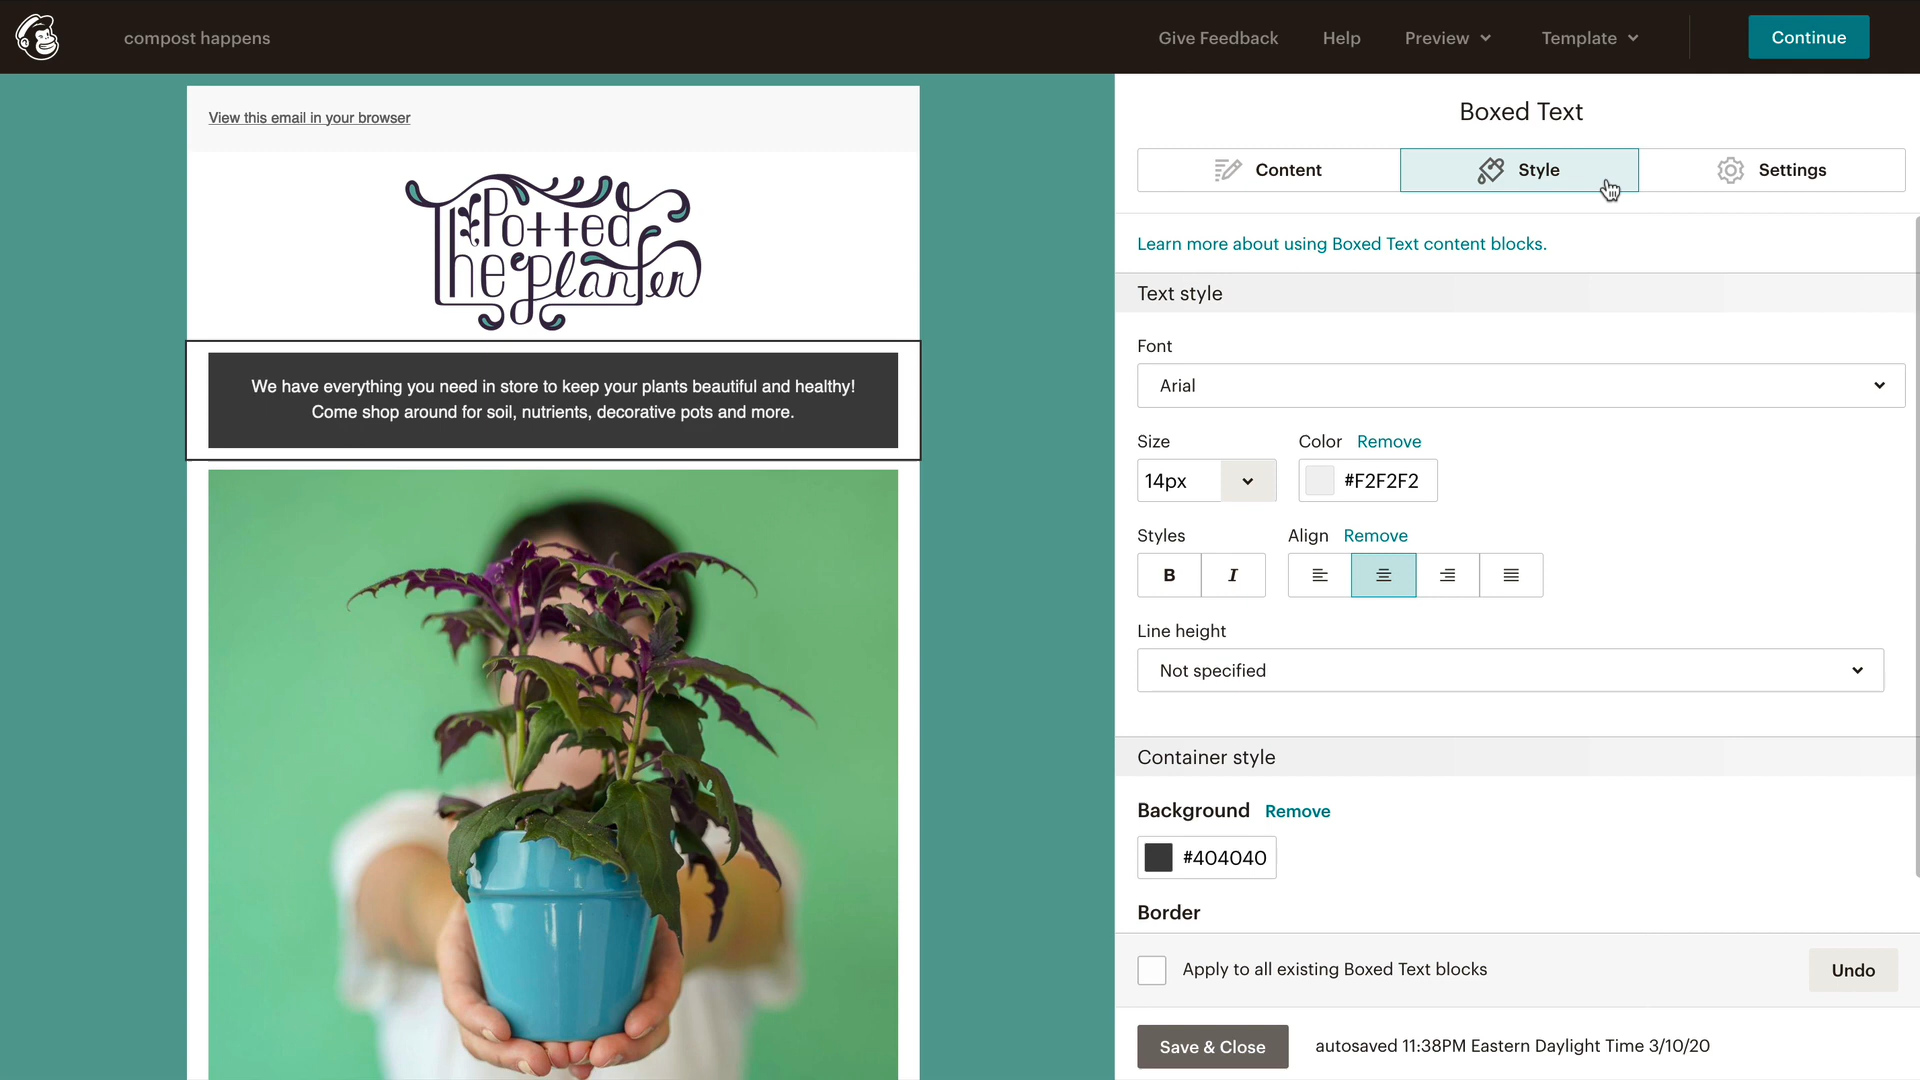 compost happens
Give Feedback
Help
Preview
Template
Continue
View this email in your browser
The Potted Planter
We have everything you need in store to keep your plants beautiful and healthy!
Come shop around for soil, nutrients, decorative pots and more.
Boxed Text
Content
Style
Settings
Learn more about using Boxed Text content blocks.
Text style
Font
Arial
Size
Color Remove
14px
#F2F2F2
Styles
Align Remove
B
I
Line height
Not specified
Container style
Background Remove
#404040
Border
Apply to all existing Boxed Text blocks
Undo
Save & Close
autosaved 11:38PM Eastern Daylight Time 3/10/20